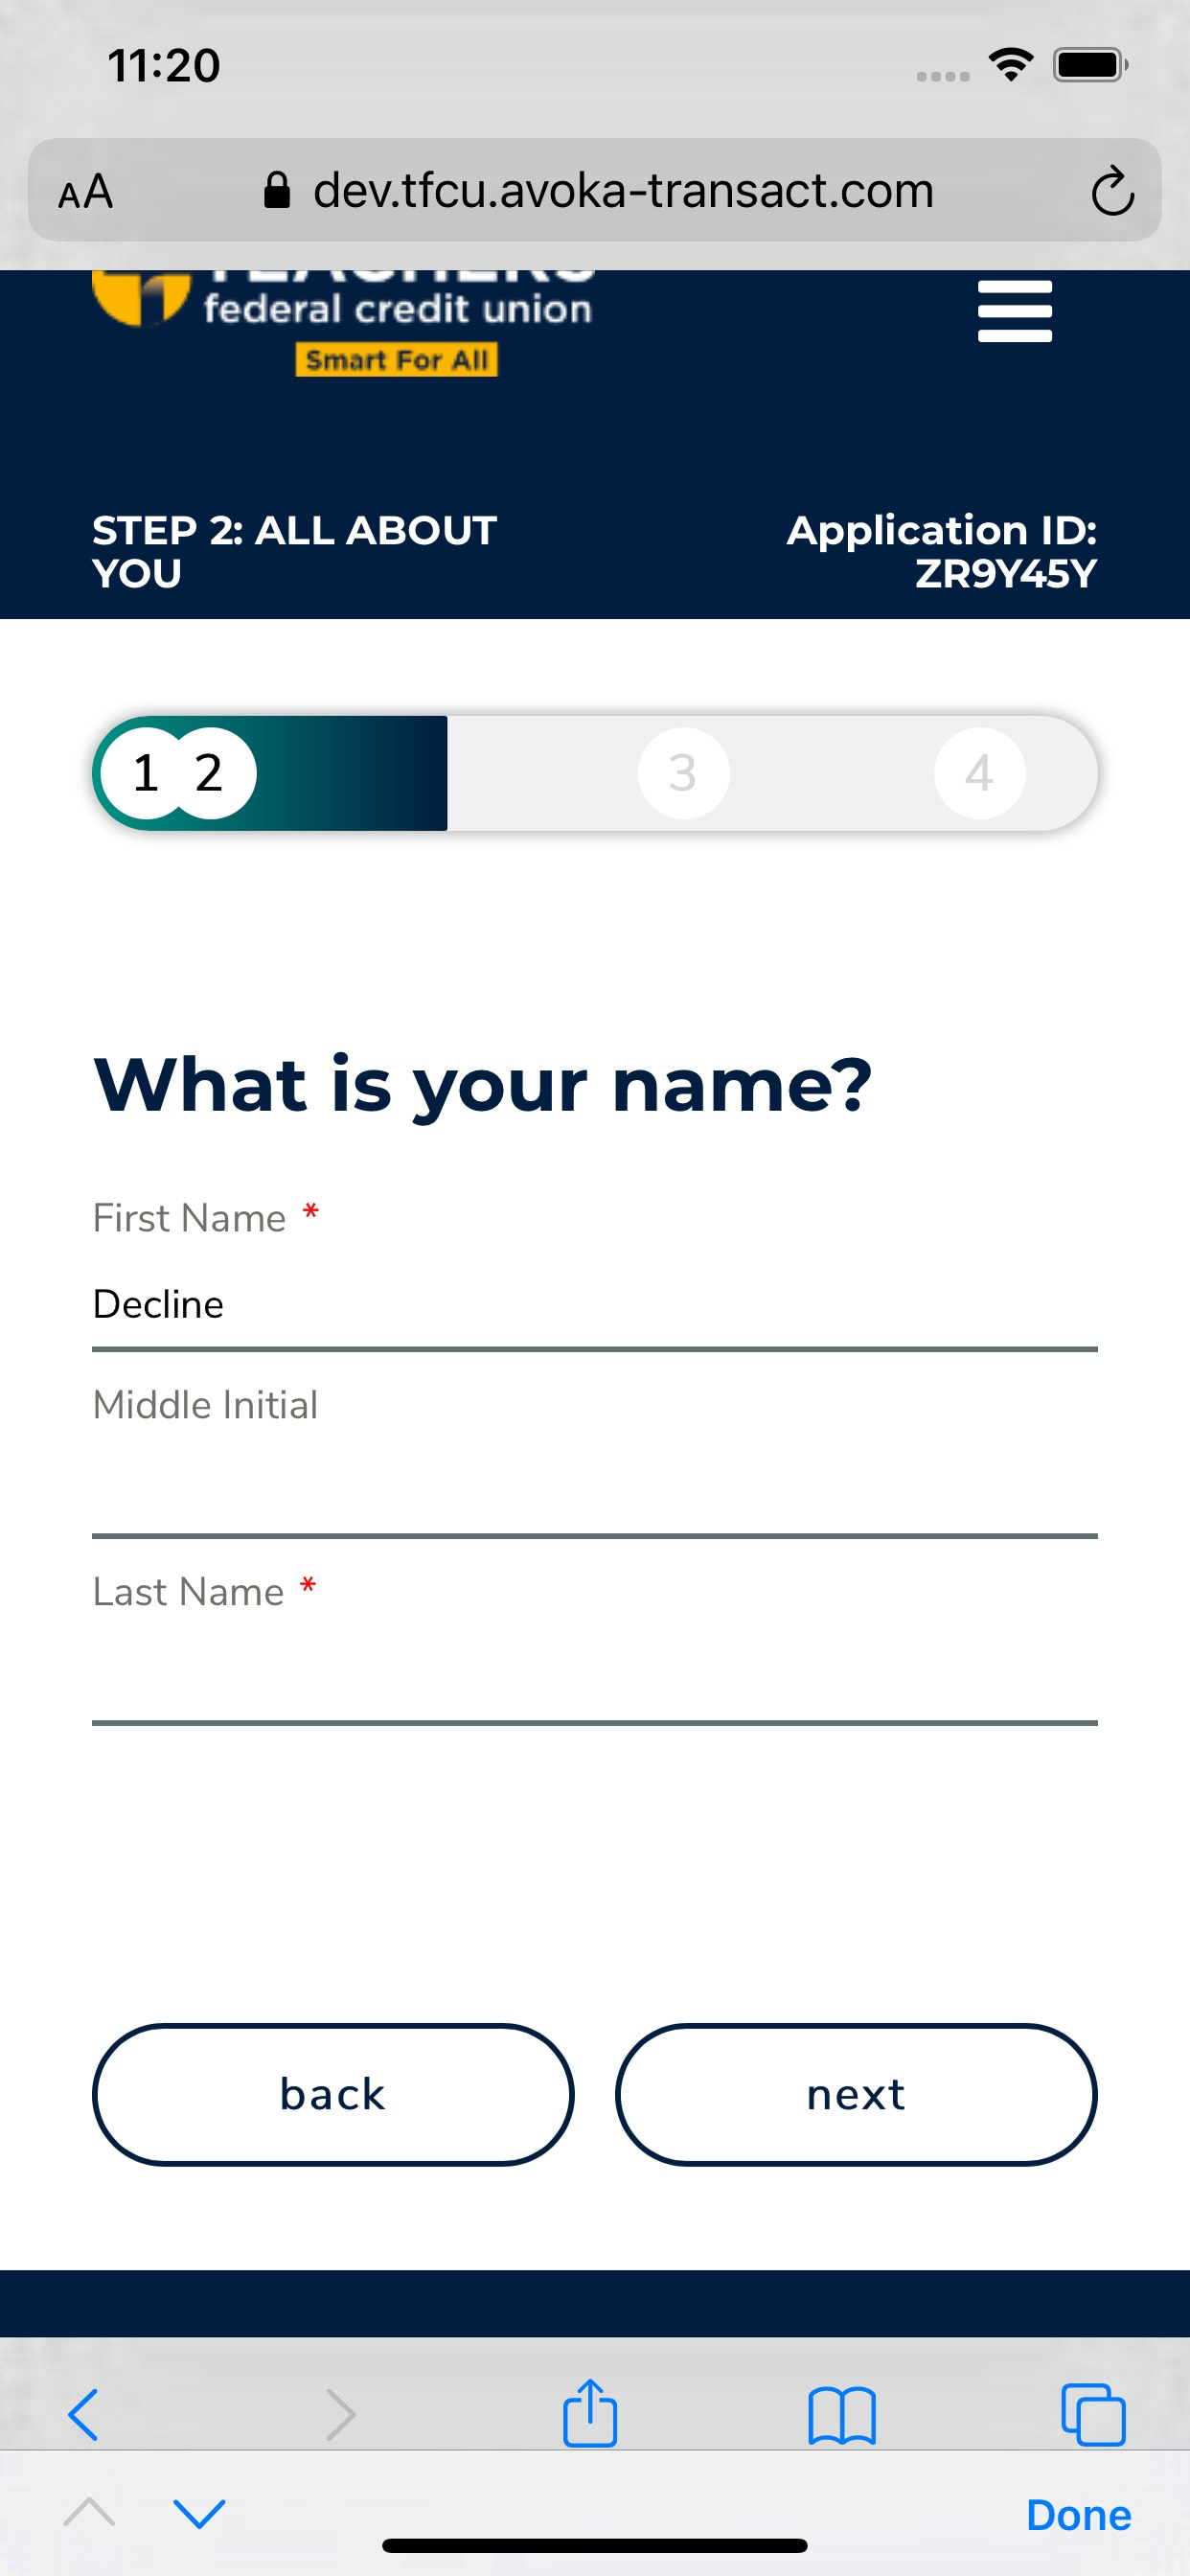 11:20
AA dev.tfcu.avoka-transact.com
TEACHERS
federal credit union
Smart For All
STEP 2: ALL ABOUT
YOU
Application ID:
ZR9Y45Y
1 2 3 4
What is your name?
First Name *
Decline
Middle Initial
Last Name *
back next
Done